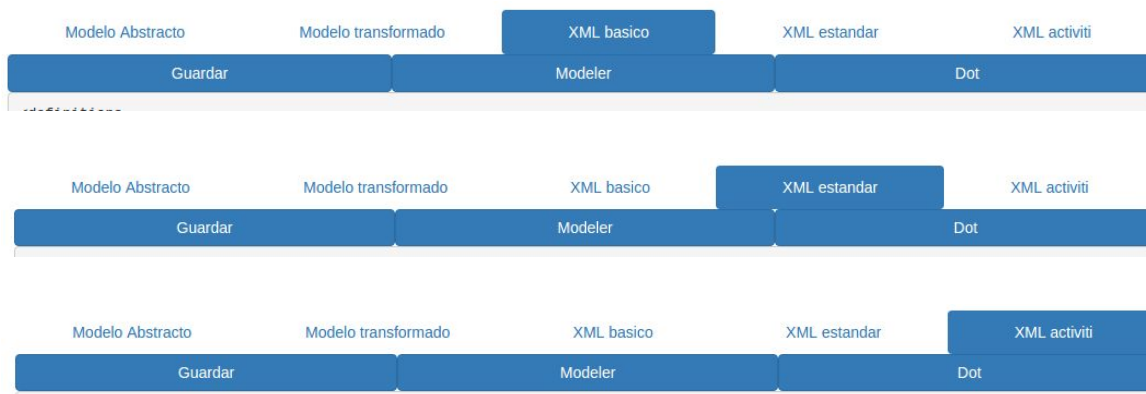 Modelo Abstracto Modelo transformado XML basico XML estandar XML activiti
Guardar Modeler Dot
<definitions
Modelo Abstracto Modelo transformado XML basico XML estandar XML activiti
Guardar Modeler Dot
Modelo Abstracto Modelo transformado XML basico XML estandar XML activiti
Guardar Modeler Dot